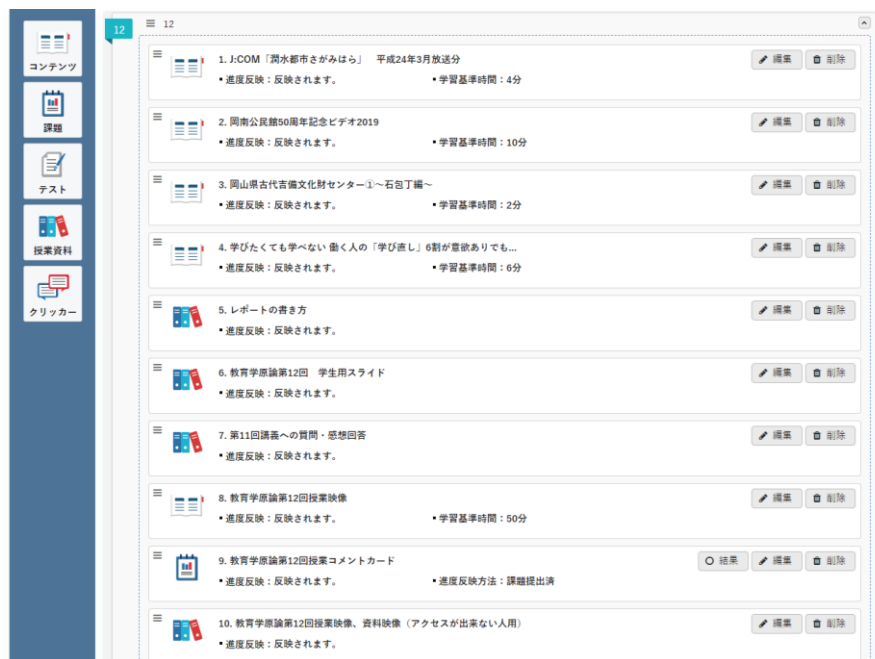 コンテンツ
課題
テスト
授業資料
クリッカー
12
12
1. J:COM「潤水都市さがみはら」　平成24年3月放送分
編集
削除
▪進度反映：反映されます。
▪学習基準時間：4分
2. 岡南公民館50周年記念ビデオ2019
編集
削除
▪進度反映：反映されます。
▪学習基準時間：10分
3. 岡山県古代吉備文化財センター①～石包丁編～
編集
削除
▪進度反映：反映されます。
▪学習基準時間：2分
4. 学びたくても学べない 働く人の「学び直し」6割が意欲ありでも...
編集
削除
▪進度反映：反映されます。
▪学習基準時間：6分
5. レポートの書き方
編集
削除
▪進度反映：反映されます。
6. 教育学原論第12回　学生用スライド
編集
削除
▪進度反映：反映されます。
7. 第11回講義への質問・感想回答
編集
削除
▪進度反映：反映されます。
8. 教育学原論第12回授業映像
編集
削除
▪進度反映：反映されます。
▪学習基準時間：50分
9. 教育学原論第12回授業コメントカード
結果
編集
削除
▪進度反映：反映されます。
▪進度反映方法：課題提出済
10. 教育学原論第12回授業映像、資料映像（アクセスが出来ない人用）
編集
削除
▪進度反映：反映されます。